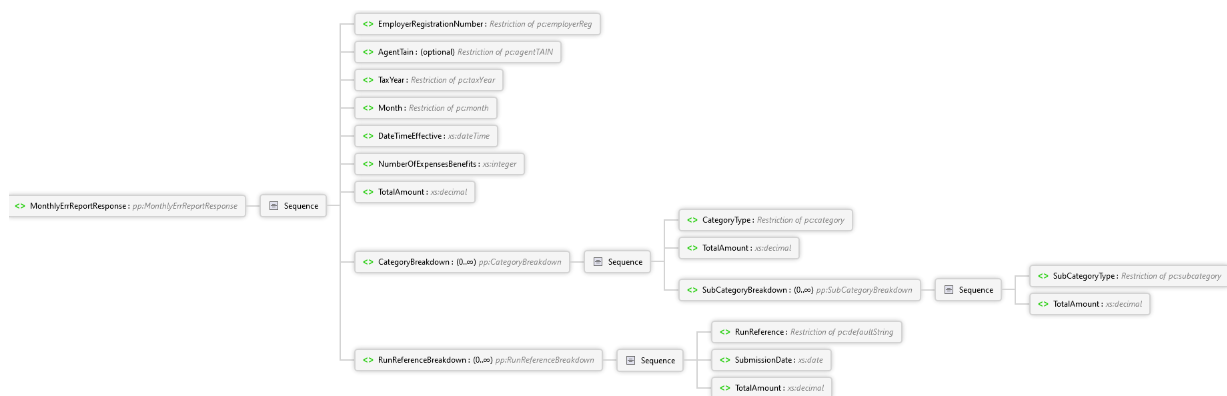 EmployerRegistrationNumber : Restriction of pc:employerReg
AgentTain : (optional) Restriction of pc:agentTAIN
TaxYear : Restriction of pc:taxYear
Month : Restriction of pc:month
DateTimeEffective : xs:dateTime
NumberOfExpensesBenefits : xs:integer
MonthlyErrReportResponse : pp:MonthlyErrReportResponse
Sequence
TotalAmount : xs:decimal
CategoryBreakdown : (0..∞) pp:CategoryBreakdown
Sequence
CategoryType : Restriction of pc:category
TotalAmount : xs:decimal
SubCategoryBreakdown : (0..∞) pp:SubCategoryBreakdown
Sequence
SubCategoryType : Restriction of pc:subcategory
TotalAmount : xs:decimal
RunReferenceBreakdown : (0..∞) pp:RunReferenceBreakdown
Sequence
RunReference : Restriction of pc:defaultString
SubmissionDate : xs:date
TotalAmount : xs:decimal